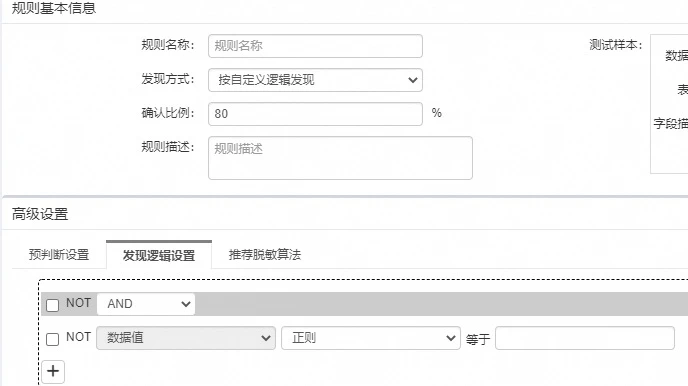 规则基本信息
规则名称: 规则名称 测试样本:
数据
发现方式: 按自定义逻辑发现
表
确认比例: 80 %
字段描
规则描述: 规则描述
高级设置
预判断设置 发现逻辑设置 推荐脱敏算法
NOT AND
NOT 数据值 正则 等于
+